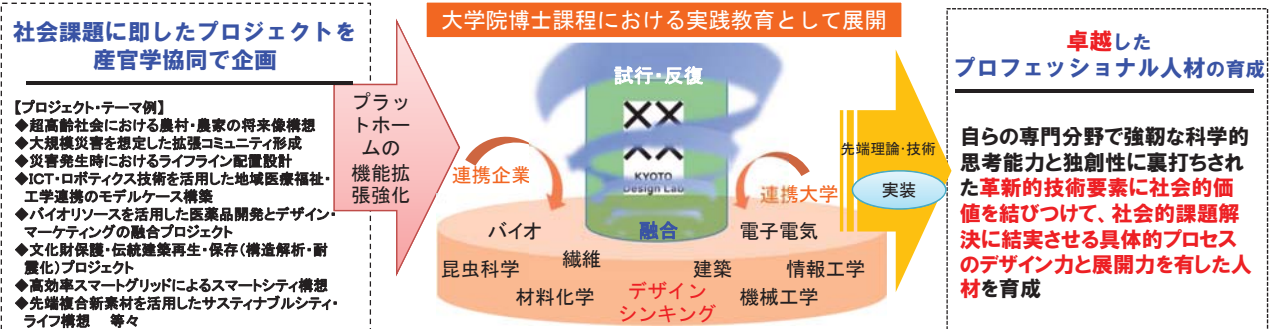 社会課題に即したプロジェクトを
産官学協同で企画
【プロジェクト・テーマ例】
◆超高齢社会における農村・農家の将来像構想
◆大規模災害を想定した拡張コミュニティ形成
◆災害発生時におけるライフライン配置設計
◆ICT・ロボティクス技術を活用した地域医療福祉・
工学連携のモデルケース構築
◆バイオリソースを活用した医薬品開発とデザイン・
マーケティングの融合プロジェクト
◆文化財保護・伝統建築再生・保存(構造解析・耐
震化)プロジェクト
◆高効率スマートグリッドによるスマートシティ構想
◆先端複合新素材を活用したサスティナブルシティ・
ライフ構想 等々
プラッ
トホー
ムの
機能拡
張強化
大学院博士課程における実践教育として展開
試行・反復
KYOTO
Design Lab
連携企業
連携大学
融合
バイオ
電子電気
昆虫科学
繊維
建築
情報工学
材料化学
デザイン
シンキング
機械工学
先端理論・技術
実装
卓越した
プロフェッショナル人材の育成
自らの専門分野で強靭な科学的
思考能力と独創性に裏打ちされ
た革新的技術要素に社会的価
値を結びつけて、社会的課題解
決に結実させる具体的プロセス
のデザイン力と展開力を有した人
材を育成